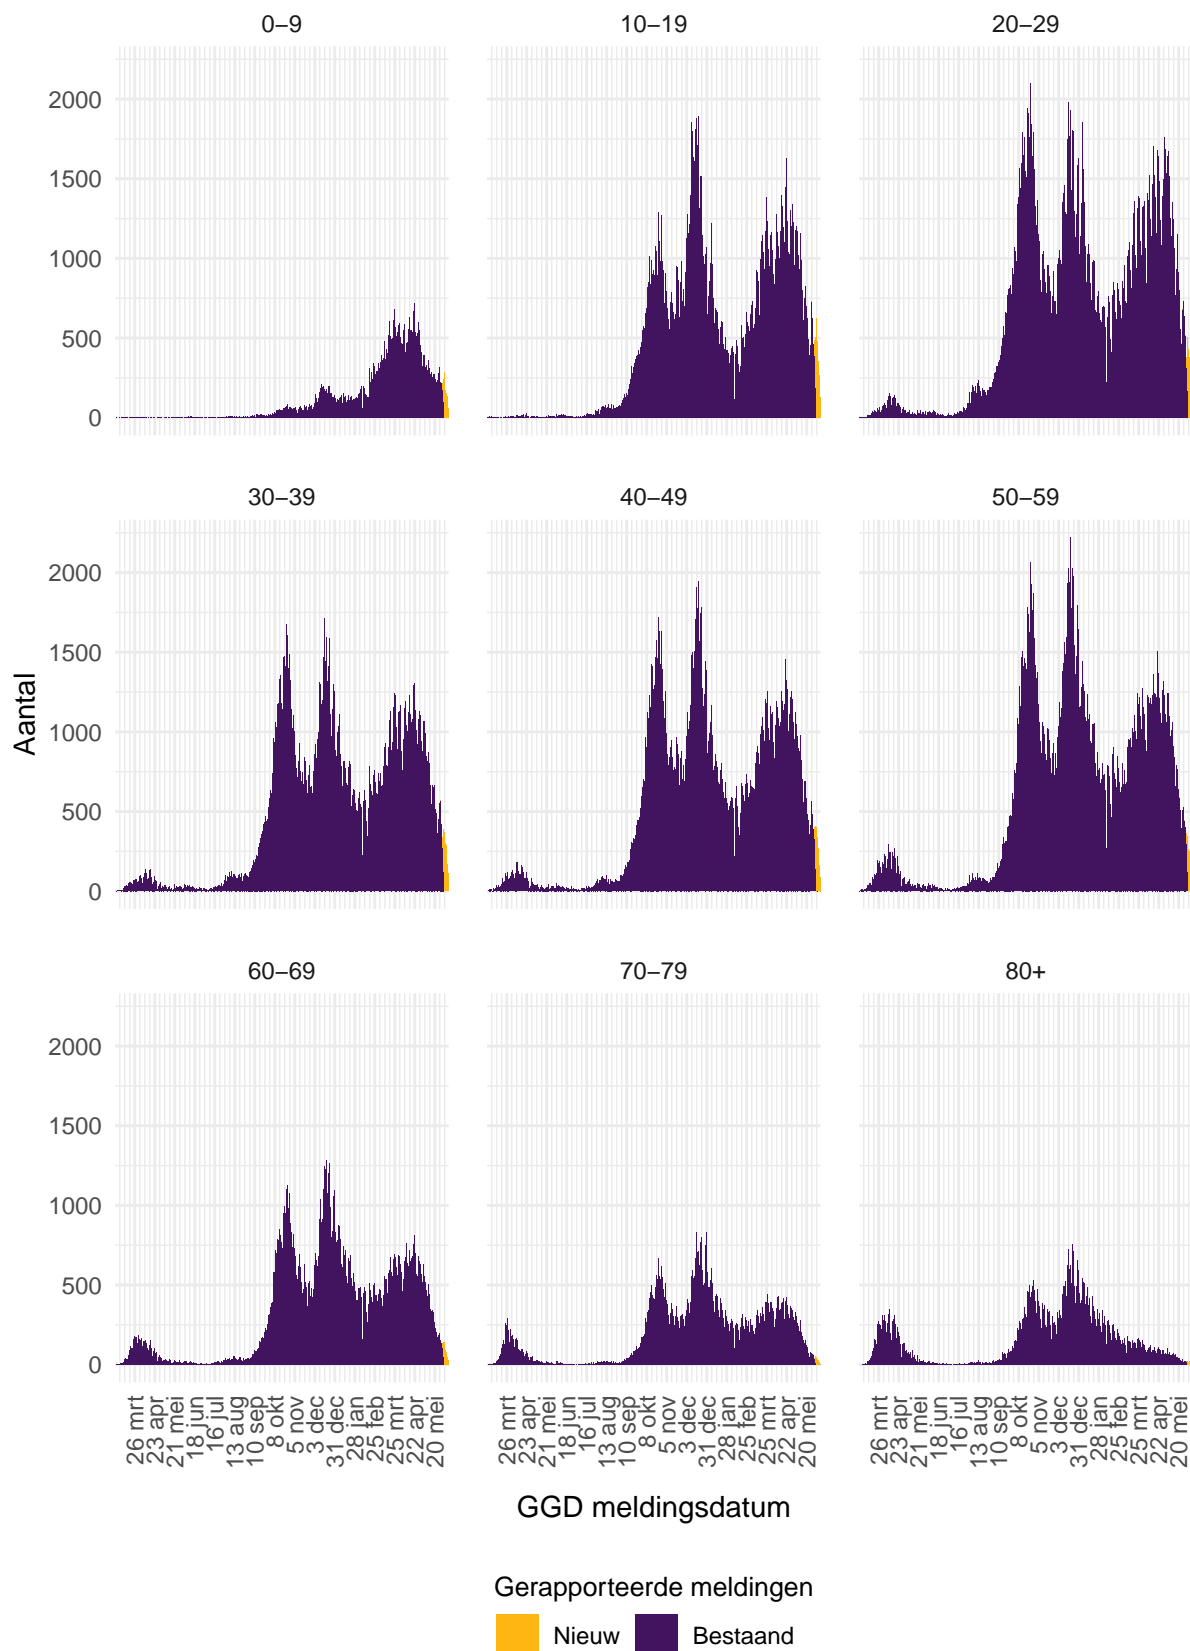 0–9 10–19 20–29
2000
1500
1000
500
0
30–39 40–49 50–59
2000
1500
1000
500
0
60–69 70–79 80+
2000
1500
1000
500
0
Aantal
26 mrt 23 apr 21 mei 18 jun 16 jul 13 aug 10 sep 8 okt 5 nov 3 dec 31 dec 28 jan 25 feb 25 mrt 22 apr 20 mei
26 mrt 23 apr 21 mei 18 jun 16 jul 13 aug 10 sep 8 okt 5 nov 3 dec 31 dec 28 jan 25 feb 25 mrt 22 apr 20 mei
26 mrt 23 apr 21 mei 18 jun 16 jul 13 aug 10 sep 8 okt 5 nov 3 dec 31 dec 28 jan 25 feb 25 mrt 22 apr 20 mei
GGD meldingsdatum
Gerapporteerde meldingen
Nieuw Bestaand